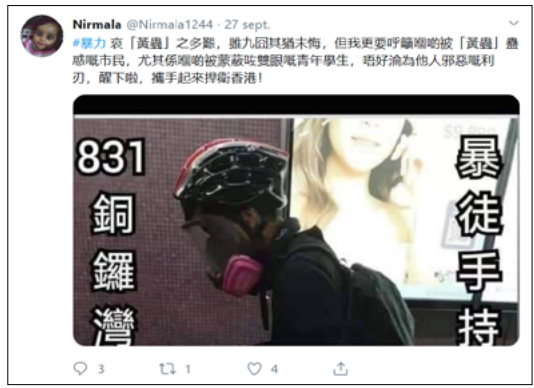 Nirmala @Nirmala1244 · 27 sept.
#暴力 哀「黃蟲」之多艱，雖九囧其猶未悔，但我更要呼籲嗰啲被「黃蟲」蠱
惑嘅市民，尤其係嗰啲被蒙蔽咗雙眼嘅青年學生，唔好淪為他人邪惡嘅利
刃，醒下啦，攜手起來捍衛香港！
831
銅
鑼
灣
暴
徒
手
持
3 1 4